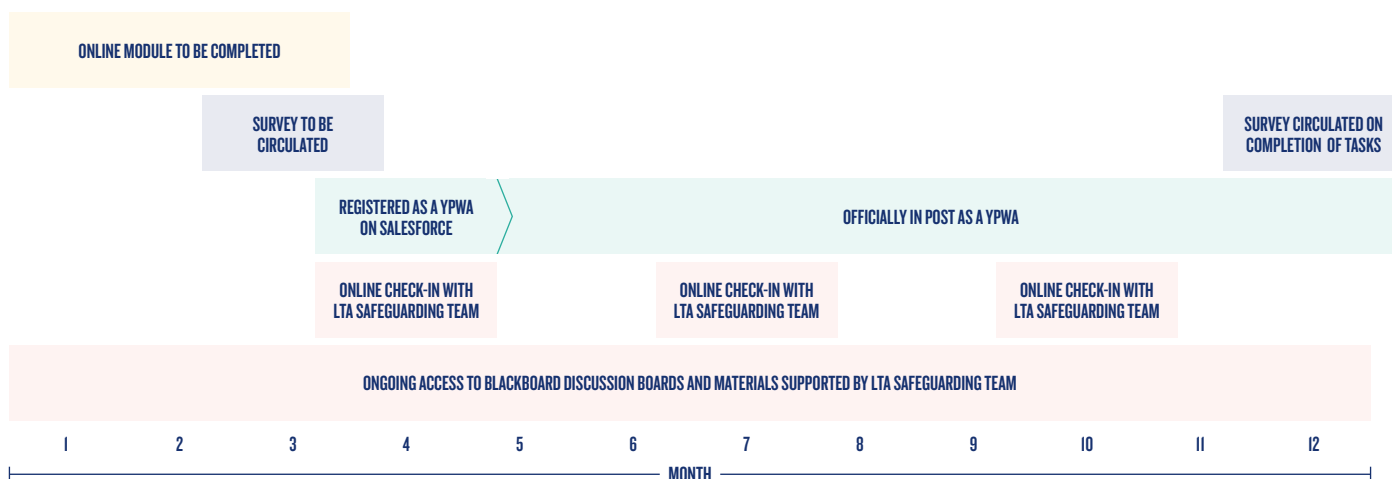 ONLINE MODULE TO BE COMPLETED
SURVEY TO BE
CIRCULATED
SURVEY CIRCULATED ON
COMPLETION OF TASKS
REGISTERED AS A YPWA
ON SALESFORCE
OFFICIALLY IN POST AS A YPWA
ONLINE CHECK-IN WITH
LTA SAFEGUARDING TEAM
ONLINE CHECK-IN WITH
LTA SAFEGUARDING TEAM
ONLINE CHECK-IN WITH
LTA SAFEGUARDING TEAM
ONGOING ACCESS TO BLACKBOARD DISCUSSION BOARDS AND MATERIALS SUPPORTED BY LTA SAFEGUARDING TEAM
1 2 3 4 5 6 7 8 9 10 11 12
MONTH